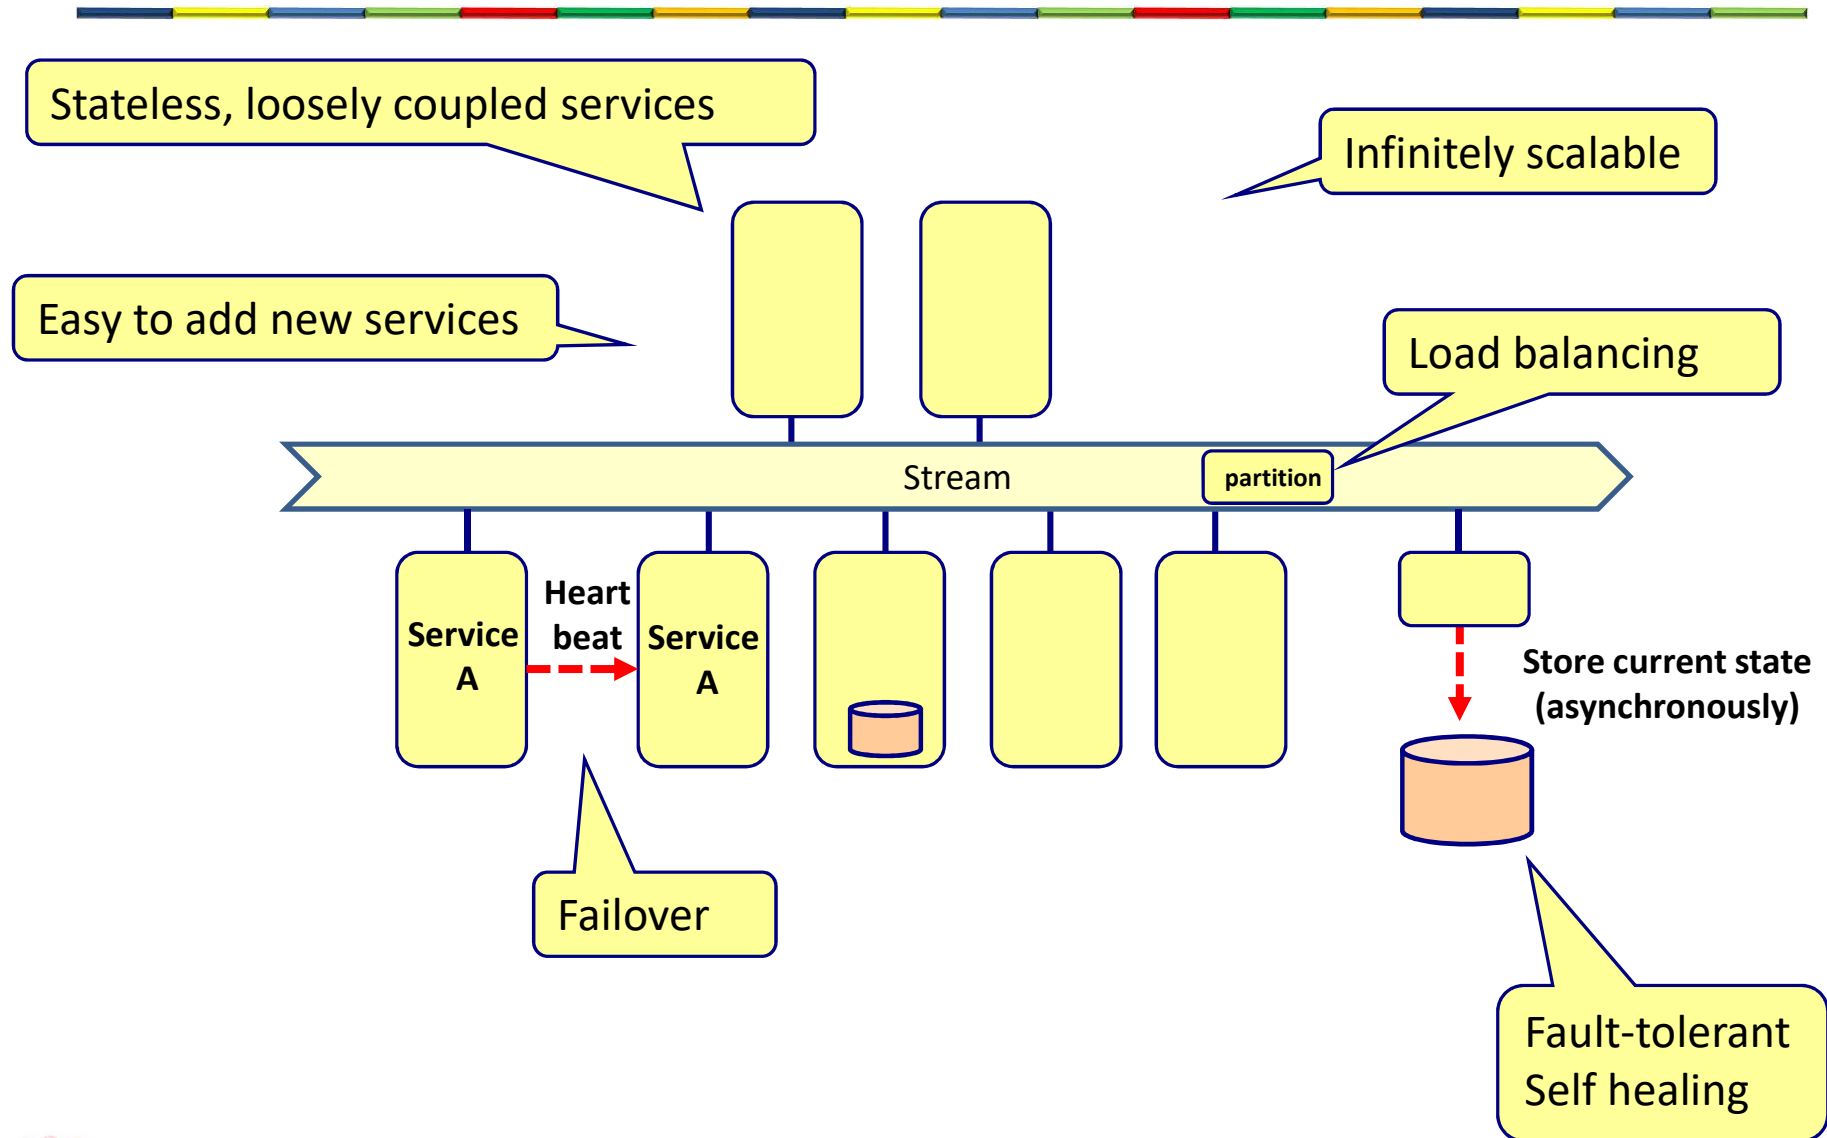 Stateless, loosely coupled services
Infinitely scalable
Easy to add new services
Load balancing
Stream
partition
Service
A
Heart
beat
Service
A
Store current state
(asynchronously)
Failover
Fault-tolerant
Self healing